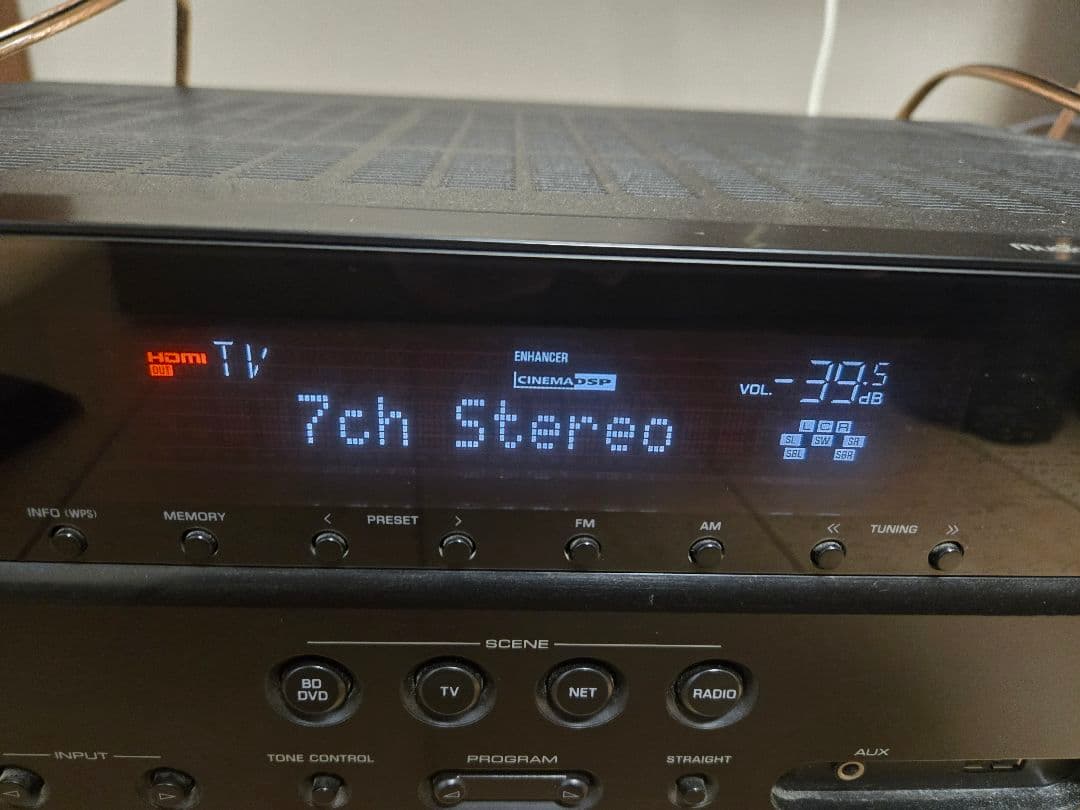 HDMI TV
OUT
ENHANCER
CINEMA DSP
VOL. -39.5 dB
7ch Stereo
L C R
SL SW SR
SBL SBR
INFO (WPS) MEMORY < PRESET > FM AM << TUNING >>
SCENE
BD
DVD
TV
NET
RADIO
INPUT
TONE CONTROL
PROGRAM
STRAIGHT
AUX